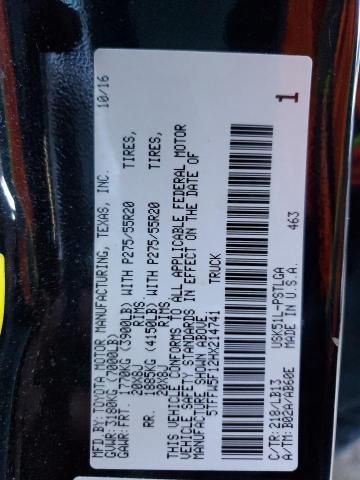 MFD BY: TOYOTA MOTOR MANUFACTURING, TEXAS, INC. 10/16
GVWR: 3180KG (7000LB)
GAWR: FRT. 1770KG (3900LB) WITH P275/55R20 TIRES,
20X8J RIMS
RR. 1885KG (4150LB) WITH P275/55R20 TIRES,
20X8J RIMS
THIS VEHICLE CONFORMS TO ALL APPLICABLE FEDERAL MOTOR
VEHICLE SAFETY STANDARDS IN EFFECT ON THE DATE OF
MANUFACTURE SHOWN ABOVE.
5TFFW5F12HX214741 TRUCK
C/TR: 218/LB13 USK51L-PSTLGA 463
A/TM: B02A/AB60E MADE IN U.S.A.
1